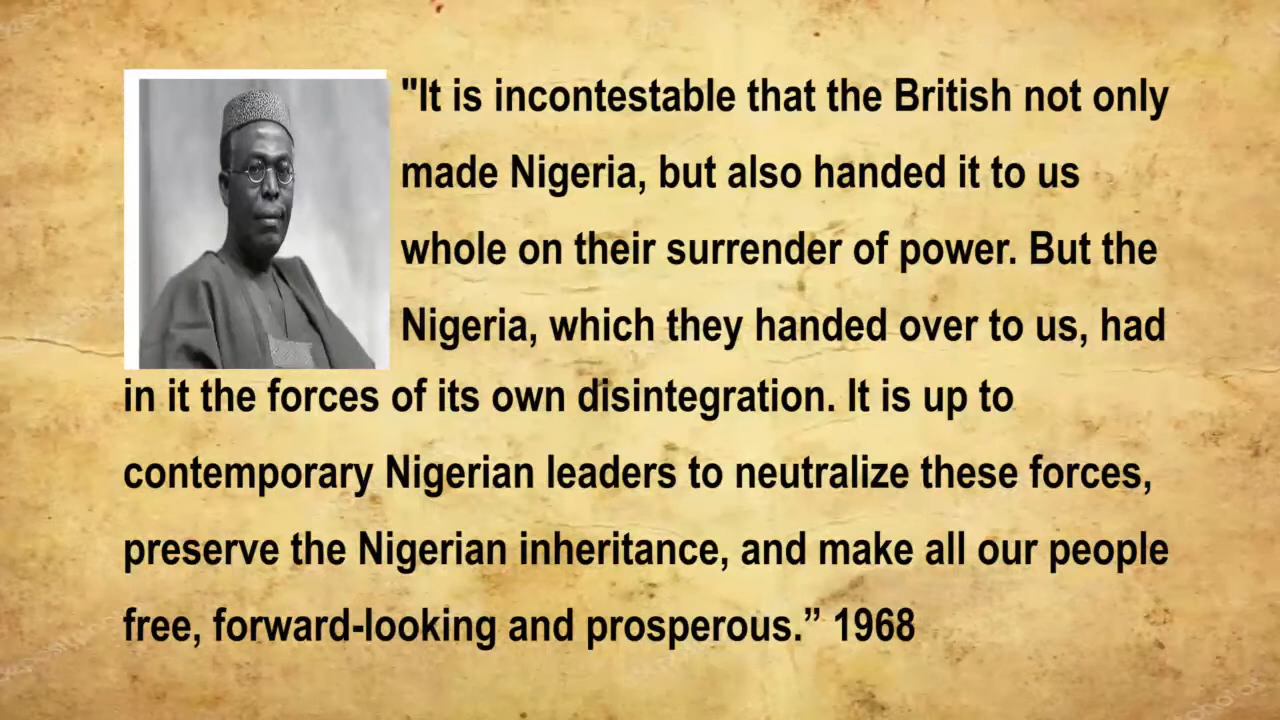 "It is incontestable that the British not only
made Nigeria, but also handed it to us
whole on their surrender of power. But the
Nigeria, which they handed over to us, had
in it the forces of its own disintegration. It is up to
contemporary Nigerian leaders to neutralize these forces,
preserve the Nigerian inheritance, and make all our people
free, forward-looking and prosperous.” 1968